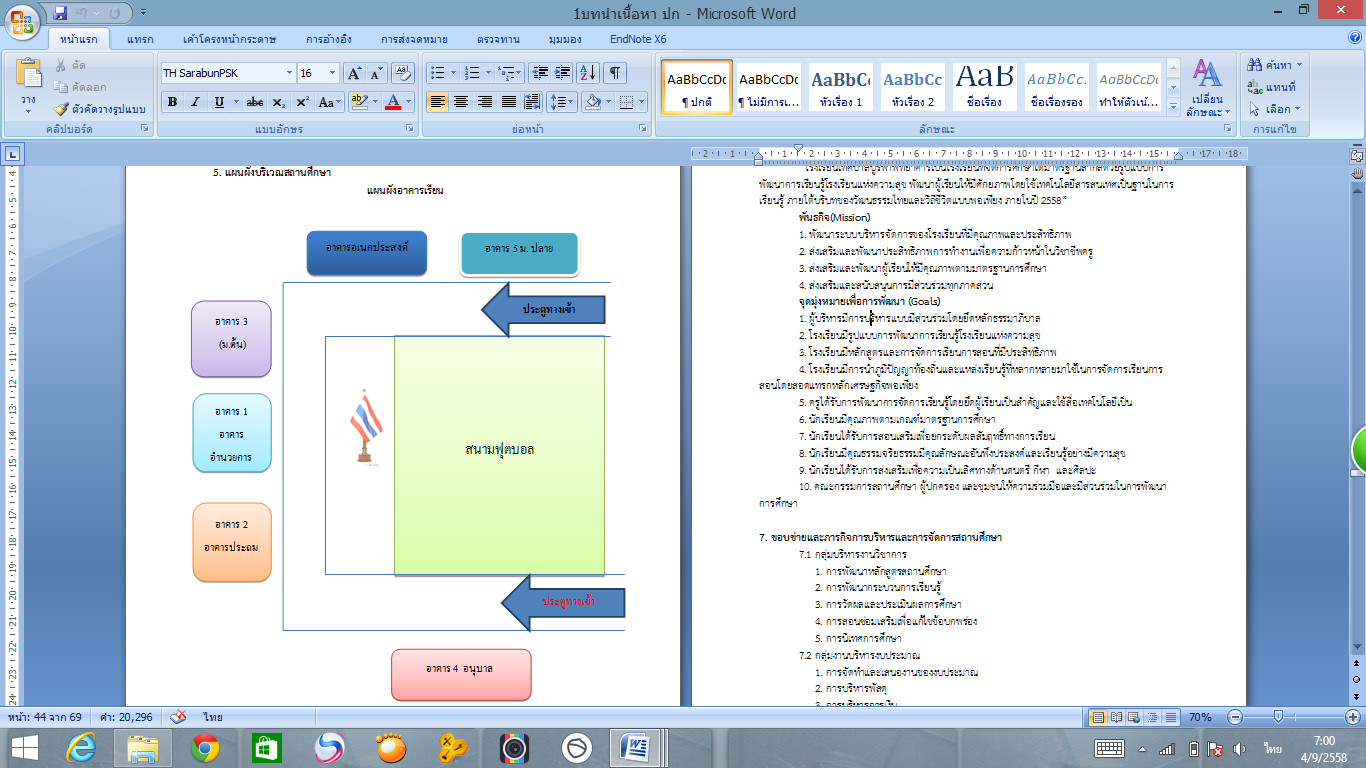 1บทนำเนื้อหา ปก - Microsoft Word
หน้าแรก แทรก เค้าโครงหน้ากระดาษ การอ้างอิง การส่งจดหมาย ตรวจทาน มุมมอง EndNote X6
วาง
ตัด
คัดลอก
ตัวคัดวางรูปแบบ
คลิปบอร์ด
TH SarabunPSK 16
B I U abc X₂ X² Aa
แบบอักษร
ย่อหน้า
AaBbCcDc AaBbCcDc AaBbCc AaBbCc AaB AaBbCc. AaBbCcDc
¶ ปกติ ¶ ไม่มีการเ... หัวเรื่อง 1 หัวเรื่อง 2 ชื่อเรื่อง ชื่อเรื่องรอง ทำให้ตัวเน้...
เปลี่ยน
ลักษณะ
ลักษณะ
ค้นหา
แทนที่
เลือก
การแก้ไข
5. แผนผังบริเวณสถานศึกษา
แผนผังอาคารเรียน
อาคารอเนกประสงค์
อาคาร 5 ม. ปลาย
ประตูทางเข้า
อาคาร 3
(ม.ต้น)
อาคาร 1
อาคาร
อำนวยการ
สนามฟุตบอล
อาคาร 2
อาคารประถม
ประตูทางเข้า
อาคาร 4 อนุบาล
พัฒนาการเรียนรู้โรงเรียนแห่งความสุข พัฒนาผู้เรียนให้มีศักยภาพโดยใช้เทคโนโลยีสารสนเทศเป็นฐานในการ
เรียนรู้ ภายใต้บริบทของวัฒนธรรมไทยและวิถีชีวิตแบบพอเพียง ภายในปี 2558"
พันธกิจ(Mission)
1. พัฒนาระบบบริหารจัดการของโรงเรียนที่มีคุณภาพและประสิทธิภาพ
2. ส่งเสริมและพัฒนาประสิทธิภาพการทำงานเพื่อความก้าวหน้าในวิชาชีพครู
3. ส่งเสริมและพัฒนาผู้เรียนให้มีคุณภาพตามมาตรฐานการศึกษา
4. ส่งเสริมและสนับสนุนการมีส่วนร่วมทุกภาคส่วน
จุดมุ่งหมายเพื่อการพัฒนา (Goals)
1. ผู้บริหารมีการบริหารแบบมีส่วนร่วมโดยยึดหลักธรรมาภิบาล
2. โรงเรียนมีรูปแบบการพัฒนาการเรียนรู้โรงเรียนแห่งความสุข
3. โรงเรียนมีหลักสูตรและการจัดการเรียนการสอนที่มีประสิทธิภาพ
4. โรงเรียนมีการนำภูมิปัญญาท้องถิ่นและแหล่งเรียนรู้ที่หลากหลายมาใช้ในการจัดการเรียนการ
สอนโดยสอดแทรกหลักเศรษฐกิจพอเพียง
5. ครูได้รับการพัฒนาการจัดการเรียนรู้โดยยึดผู้เรียนเป็นสำคัญและใช้สื่อเทคโนโลยีเป็น
6. นักเรียนมีคุณภาพตามเกณฑ์มาตรฐานการศึกษา
7. นักเรียนได้รับการสอนเสริมเพื่อยกระดับผลสัมฤทธิ์ทางการเรียน
8. นักเรียนมีคุณธรรมจริยธรรมมีคุณลักษณะอันพึงประสงค์และเรียนรู้อย่างมีความสุข
9. นักเรียนได้รับการส่งเสริมเพื่อความเป็นเลิศทางด้านดนตรี กีฬา และศิลปะ
10. คณะกรรมการสถานศึกษา ผู้ปกครอง และชุมชนให้ความร่วมมือและมีส่วนร่วมในการพัฒนา
การศึกษา
7. ขอบข่ายและภารกิจการบริหารและการจัดการสถานศึกษา
7.1 กลุ่มบริหารงานวิชาการ
1. การพัฒนาหลักสูตรสถานศึกษา
2. การพัฒนากระบวนการเรียนรู้
3. การวัดผลและประเมินผลการศึกษา
4. การสอนซ่อมเสริมเพื่อแก้ไขข้อบกพร่อง
5. การนิเทศการศึกษา
7.2 กลุ่มงานบริหารงบประมาณ
1. การจัดทำและเสนองานของงบประมาณ
2. การบริหารพัสดุ
3. การบริหารการเงิน
หน้า: 44 จาก 69 คำ: 20,296 ไทย 70%
ไทย 7:00
4/9/2558